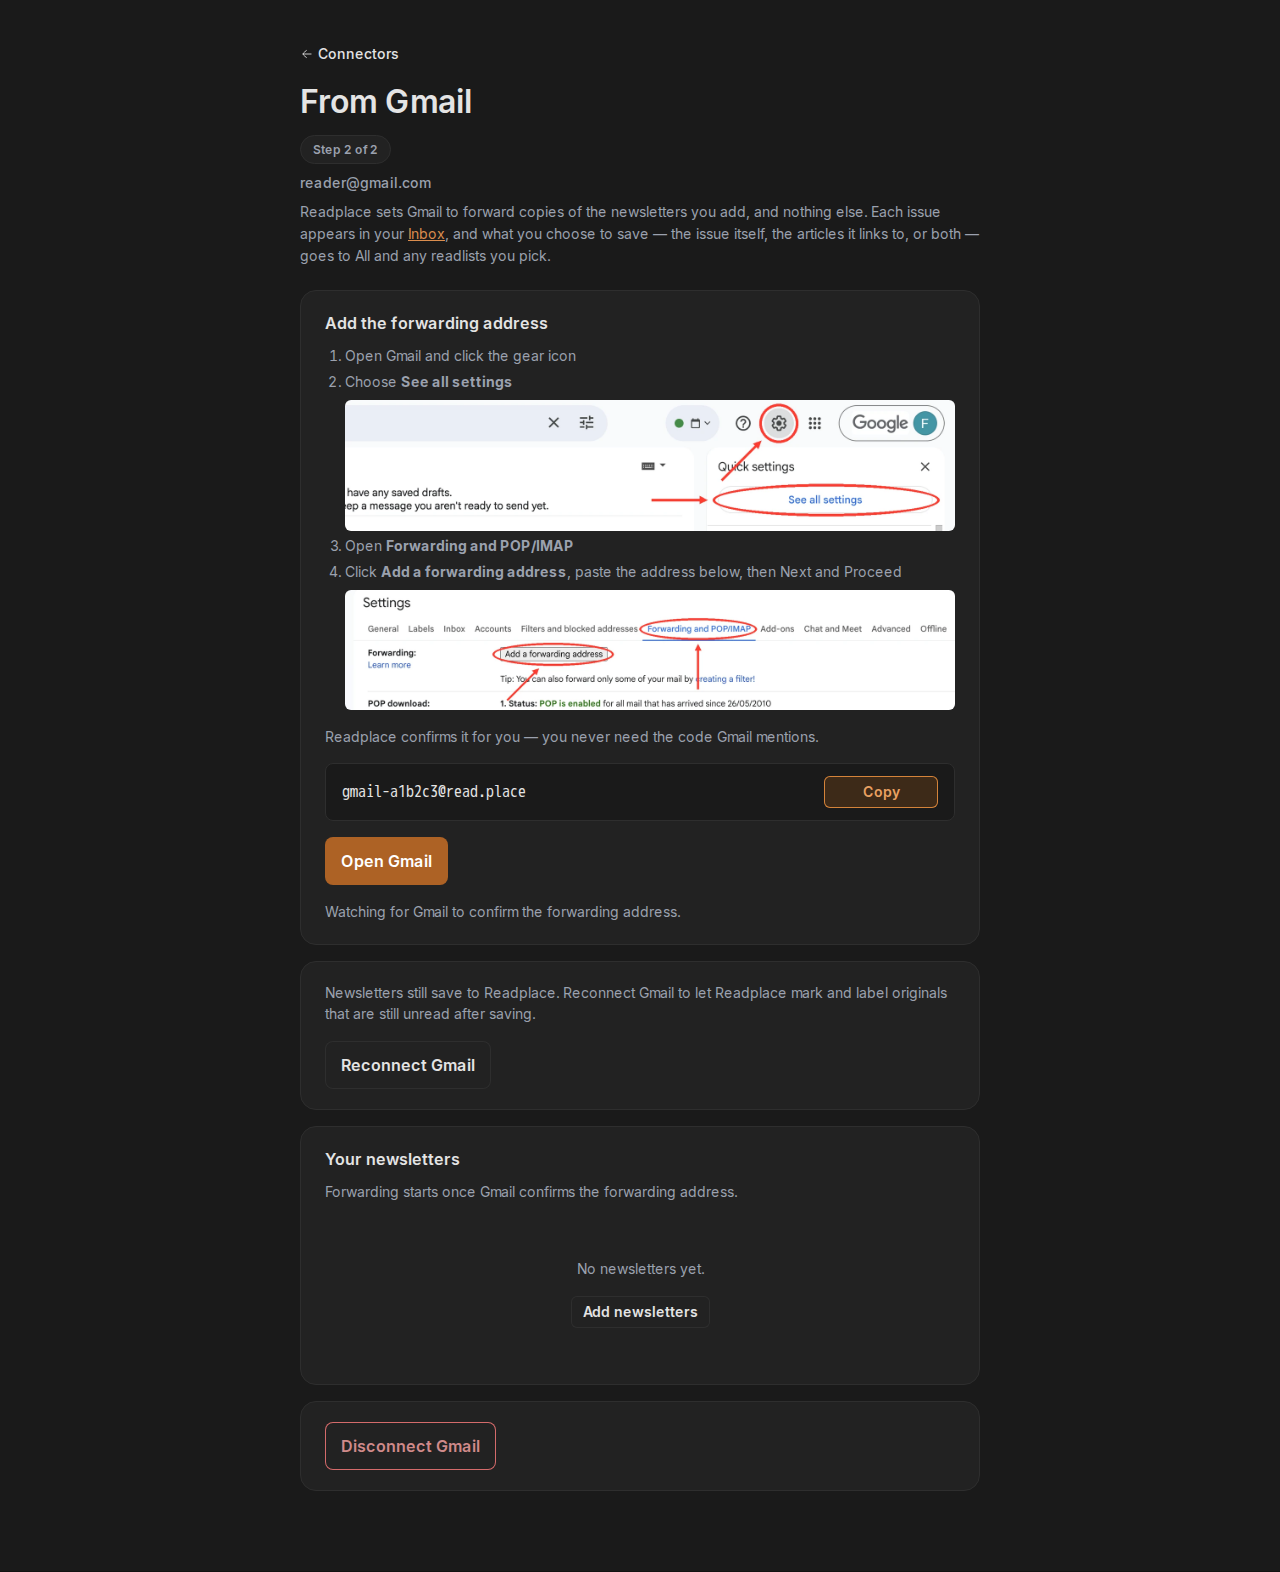 ← Connectors
From Gmail
Step 2 of 2
reader@gmail.com
Readplace sets Gmail to forward copies of the newsletters you add, and nothing else. Each issue
appears in your Inbox, and what you choose to save — the issue itself, the articles it links to, or both —
goes to All and any readlists you pick.
Add the forwarding address
1. Open Gmail and click the gear icon
2. Choose See all settings
Google F
Quick settings
have any saved drafts.
See all settings
eep a message you aren't ready to send yet.
3. Open Forwarding and POP/IMAP
4. Click Add a forwarding address, paste the address below, then Next and Proceed
Settings
General Labels Inbox Accounts Filters and blocked addresses Forwarding and POP/IMAP Add-ons Chat and Meet Advanced Offline
Forwarding: Add a forwarding address
Learn more
Tip: You can also forward only some of your mail by creating a filter!
POP download: 1. Status: POP is enabled for all mail that has arrived since 26/05/2010
Readplace confirms it for you — you never need the code Gmail mentions.
gmail-a1b2c3@read.place Copy
Open Gmail
Watching for Gmail to confirm the forwarding address.
Newsletters still save to Readplace. Reconnect Gmail to let Readplace mark and label originals
that are still unread after saving.
Reconnect Gmail
Your newsletters
Forwarding starts once Gmail confirms the forwarding address.
No newsletters yet.
Add newsletters
Disconnect Gmail